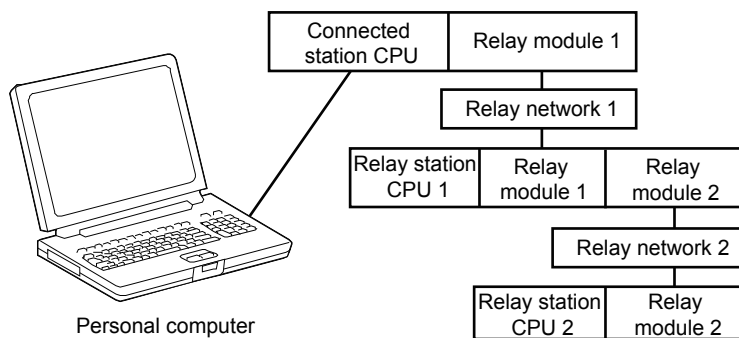 Connected
station CPU
Relay module 1
Relay network 1
Relay station
CPU 1
Relay
module 1
Relay
module 2
Relay network 2
Relay station
CPU 2
Relay
module 2
Personal computer